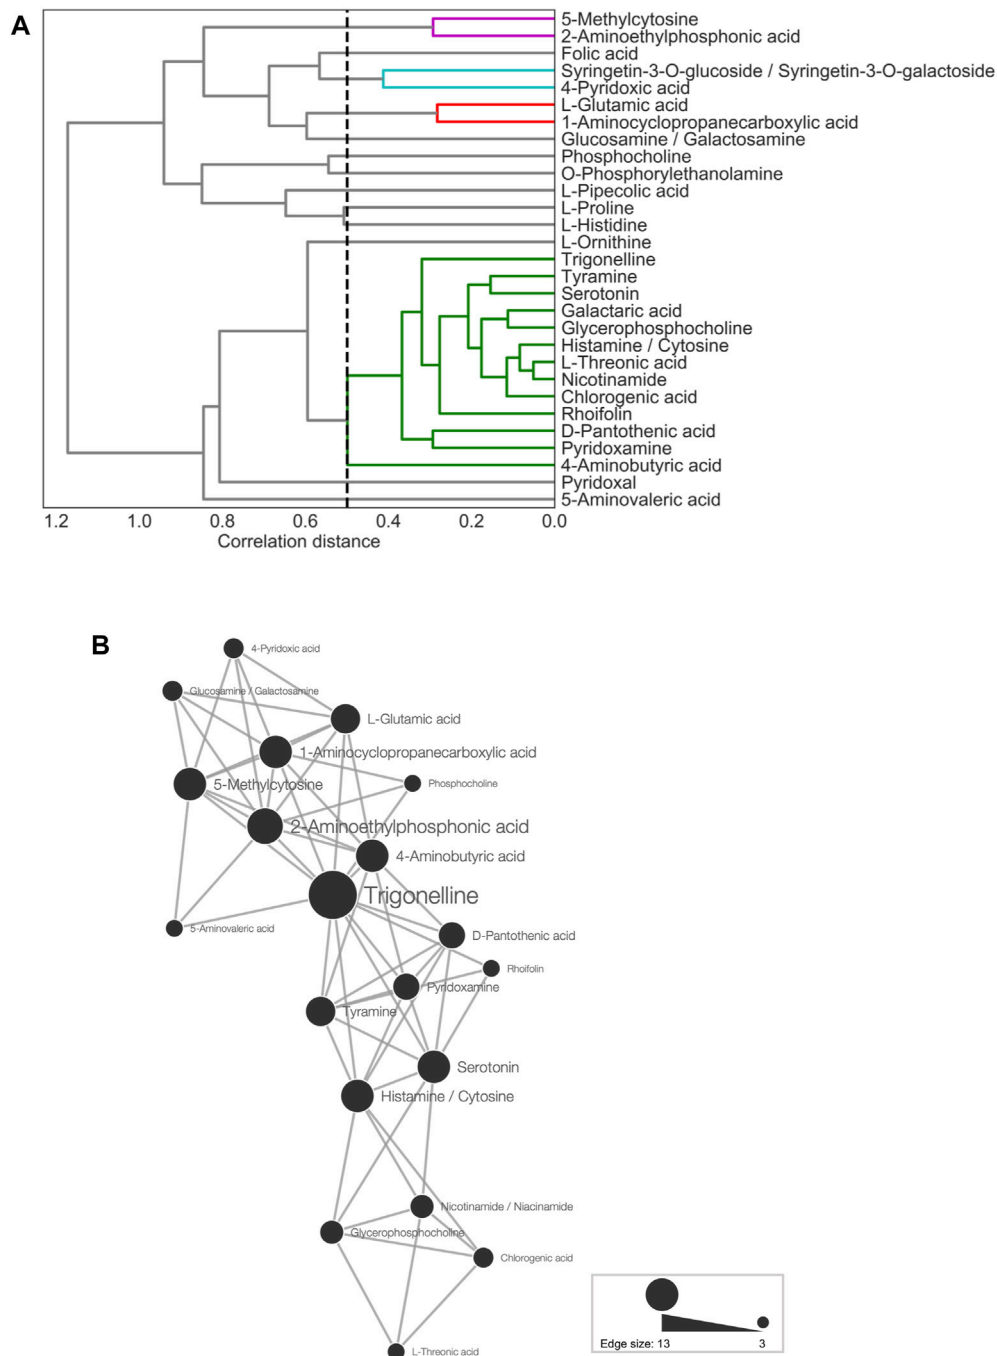 A
5-Methylcytosine
2-Aminoethylphosphonic acid
Folic acid
Syringetin-3-O-glucoside / Syringetin-3-O-galactoside
4-Pyridoxic acid
L-Glutamic acid
1-Aminocyclopropanecarboxylic acid
Glucosamine / Galactosamine
Phosphocholine
O-Phosphorylethanolamine
L-Pipecolic acid
L-Proline
L-Histidine
L-Ornithine
Trigonelline
Tyramine
Serotonin
Galactaric acid
Glycerophosphocholine
Histamine / Cytosine
L-Threonic acid
Nicotinamide
Chlorogenic acid
Rhoifolin
D-Pantothenic acid
Pyridoxamine
4-Aminobutyric acid
Pyridoxal
5-Aminovaleric acid
1.2 1.0 0.8 0.6 0.4 0.2 0.0
Correlation distance
B
4-Pyridoxic acid
Glucosamine / Galactosamine
L-Glutamic acid
1-Aminocyclopropanecarboxylic acid
5-Methylcytosine
Phosphocholine
2-Aminoethylphosphonic acid
4-Aminobutyric acid
Trigonelline
5-Aminovaleric acid
D-Pantothenic acid
Rhoifolin
Pyridoxamine
Tyramine
Serotonin
Histamine / Cytosine
Nicotinamide / Niacinamide
Glycerophosphocholine
Chlorogenic acid
L-Threonic acid
Edge size: 13 3